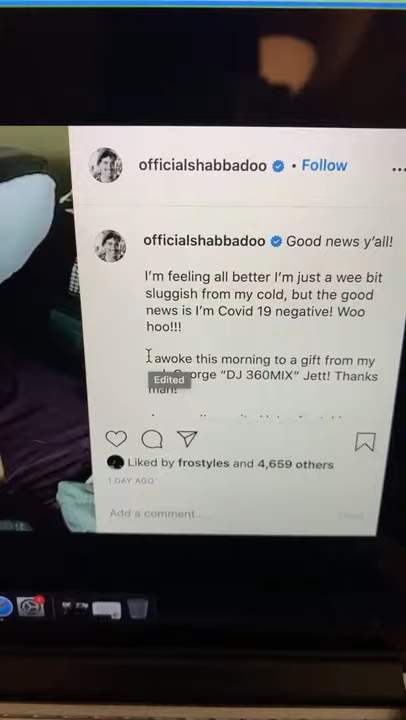 officialshabbadoo • Follow
officialshabbadoo Good news y'all!
I'm feeling all better I'm just a wee bit
sluggish from my cold, but the good
news is I'm Covid 19 negative! Woo
hoo!!!
I awoke this morning to a gift from my
orge “DJ 360MIX” Jett! Thanks
Edited
man!
Liked by frostyles and 4,659 others
1 DAY AGO
Add a comment...